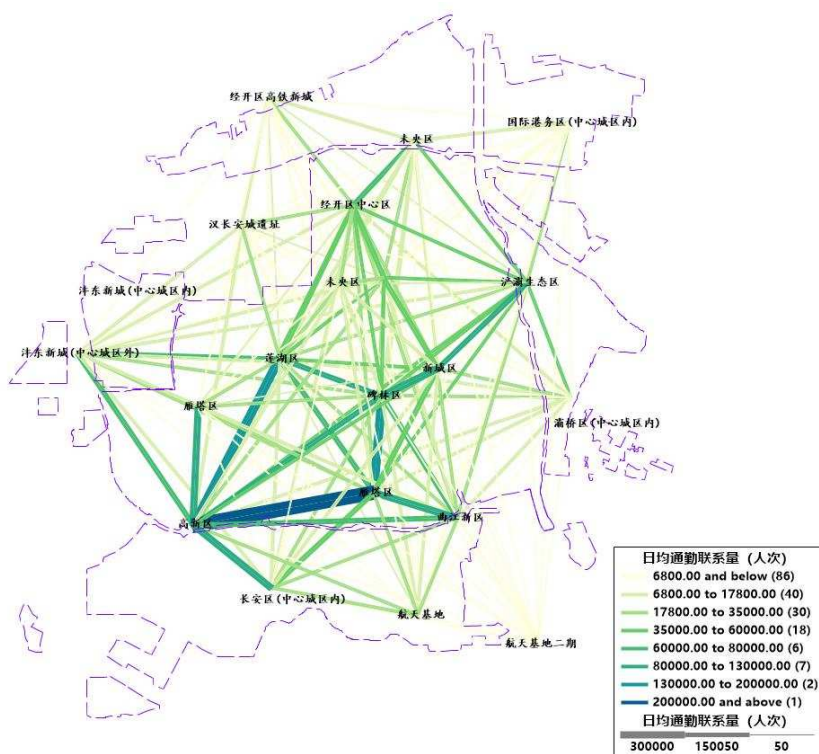 经开区高铁新城
国际港务区(中心城区内)
未央区
经开区中心区
汉长安城遗址
沣东新城(中心城区内)
未央区
浐灞生态区
沣东新城(中心城区外)
莲湖区
新城区
碑林区
雁塔区
灞桥区(中心城区内)
雁塔区
高新区
曲江新区
长安区(中心城区内)
航天基地
航天基地二期
日均通勤联系量 (人次)
6800.00 and below (86)
6800.00 to 17800.00 (40)
17800.00 to 35000.00 (30)
35000.00 to 60000.00 (18)
60000.00 to 80000.00 (6)
80000.00 to 130000.00 (7)
130000.00 to 200000.00 (2)
200000.00 and above (1)
日均通勤联系量 (人次)
300000 150050 50